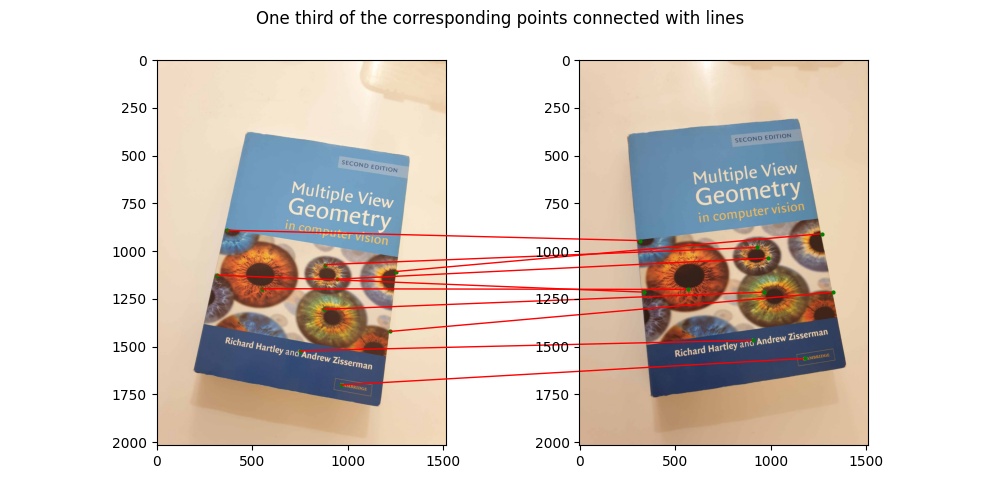 One third of the corresponding points connected with lines
0
250
500
750
1000
1250
1500
1750
2000
0
500
1000
1500
SECOND EDITION
Multiple View
Geometry
in computer vision
Richard Hartley and Andrew Zisserman
0
250
500
750
1000
1250
1500
1750
2000
0
500
1000
1500
SECOND EDITION
Multiple View
Geometry
in computer vision
Richard Hartley and Andrew Zisserman